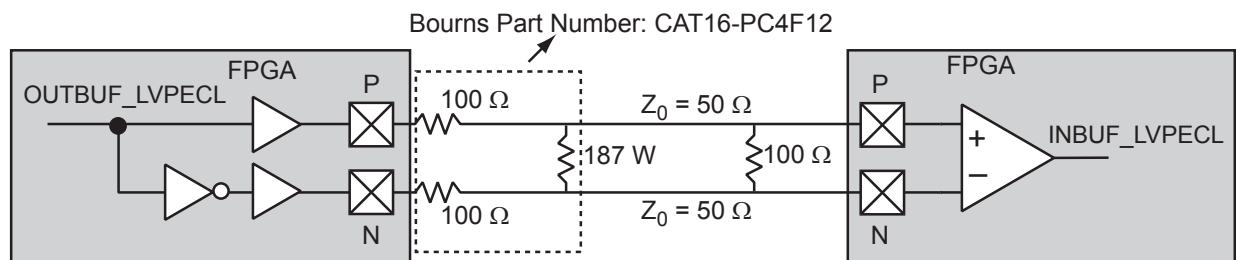 Bourns Part Number: CAT16-PC4F12
FPGA
OUTBUF_LVPECL
P
100 Ω
Z0 = 50 Ω
187 W
100 Ω
100 Ω
Z0 = 50 Ω
N
FPGA
P
+
−
INBUF_LVPECL
N